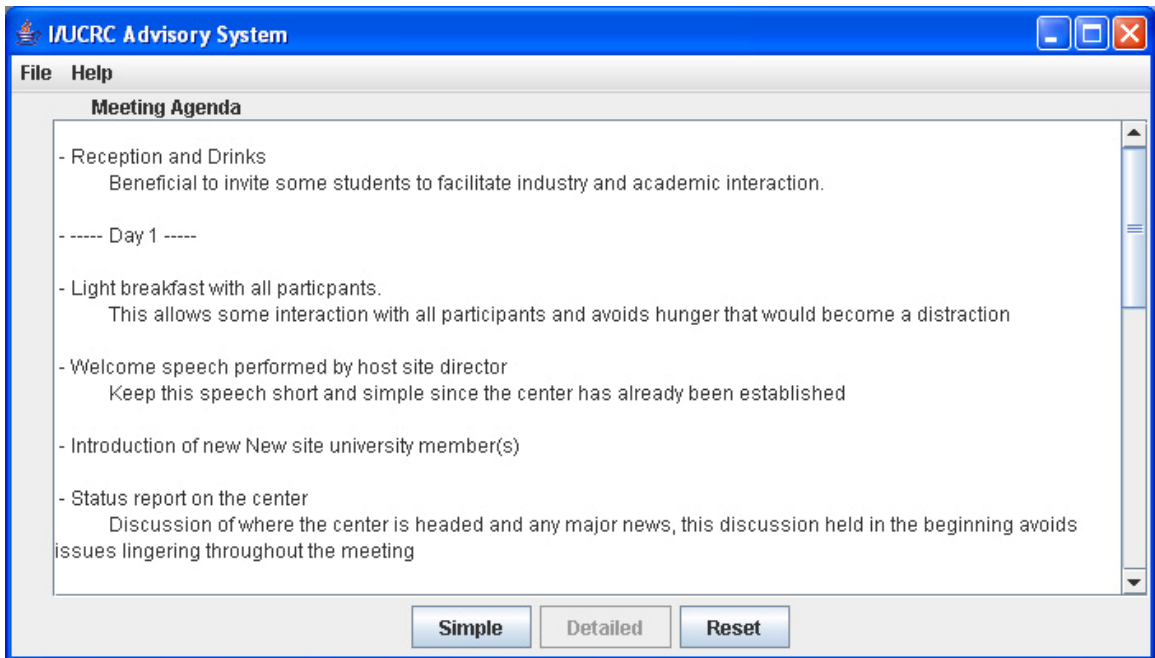 I/UCRC Advisory System
File Help
Meeting Agenda
- Reception and Drinks
Beneficial to invite some students to facilitate industry and academic interaction.
- ----- Day 1 -----
- Light breakfast with all particpants.
This allows some interaction with all participants and avoids hunger that would become a distraction
- Welcome speech performed by host site director
Keep this speech short and simple since the center has already been established
- Introduction of new New site university member(s)
- Status report on the center
Discussion of where the center is headed and any major news, this discussion held in the beginning avoids
issues lingering throughout the meeting
Simple Detailed Reset